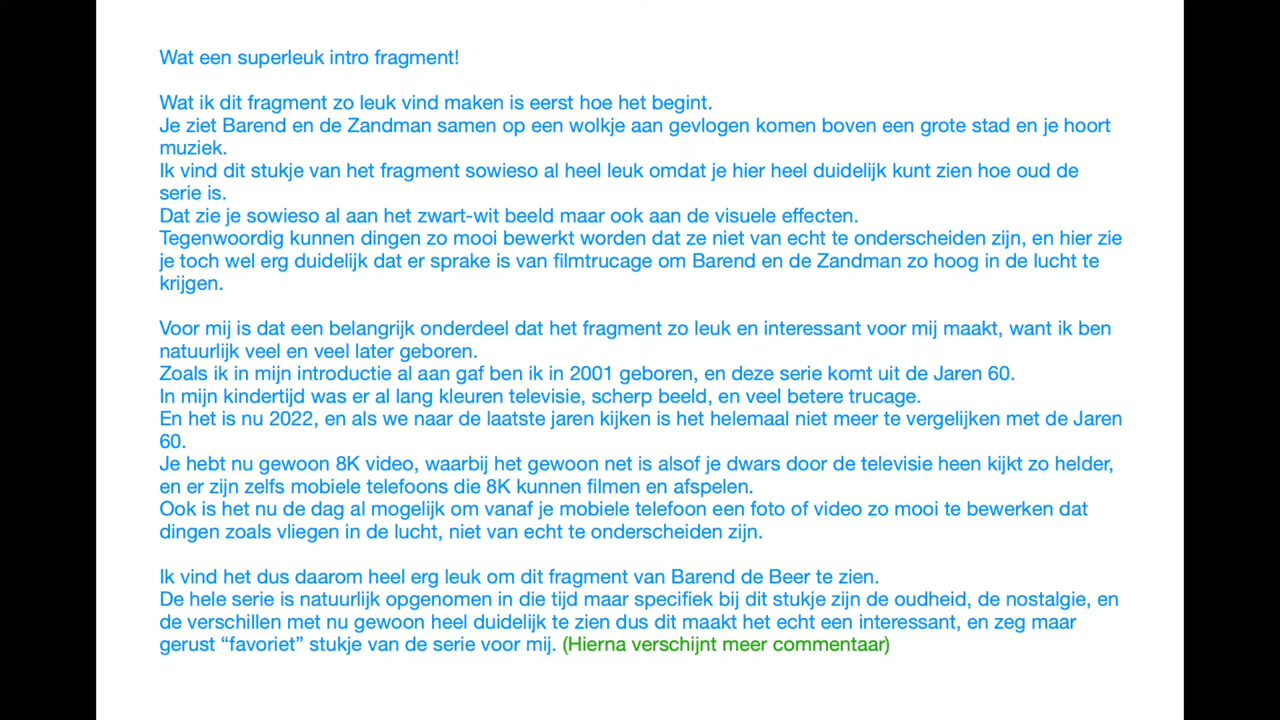 Wat een superleuk intro fragment!
Wat ik dit fragment zo leuk vind maken is eerst hoe het begint.
Je ziet Barend en de Zandman samen op een wolkje aan gevlogen komen boven een grote stad en je hoort
muziek.
Ik vind dit stukje van het fragment sowieso al heel leuk omdat je hier heel duidelijk kunt zien hoe oud de
serie is.
Dat zie je sowieso al aan het zwart-wit beeld maar ook aan de visuele effecten.
Tegenwoordig kunnen dingen zo mooi bewerkt worden dat ze niet van echt te onderscheiden zijn, en hier zie
je toch wel erg duidelijk dat er sprake is van filmtrucage om Barend en de Zandman zo hoog in de lucht te
krijgen.
Voor mij is dat een belangrijk onderdeel dat het fragment zo leuk en interessant voor mij maakt, want ik ben
natuurlijk veel en veel later geboren.
Zoals ik in mijn introductie al aan gaf ben ik in 2001 geboren, en deze serie komt uit de Jaren 60.
In mijn kindertijd was er al lang kleuren televisie, scherp beeld, en veel betere trucage.
En het is nu 2022, en als we naar de laatste jaren kijken is het helemaal niet meer te vergelijken met de Jaren
60.
Je hebt nu gewoon 8K video, waarbij het gewoon net is alsof je dwars door de televisie heen kijkt zo helder,
en er zijn zelfs mobiele telefoons die 8K kunnen filmen en afspelen.
Ook is het nu de dag al mogelijk om vanaf je mobiele telefoon een foto of video zo mooi te bewerken dat
dingen zoals vliegen in de lucht, niet van echt te onderscheiden zijn.
Ik vind het dus daarom heel erg leuk om dit fragment van Barend de Beer te zien.
De hele serie is natuurlijk opgenomen in die tijd maar specifiek bij dit stukje zijn de oudheid, de nostalgie, en
de verschillen met nu gewoon heel duidelijk te zien dus dit maakt het echt een interessant, en zeg maar
gerust “favoriet” stukje van de serie voor mij. (Hierna verschijnt meer commentaar)